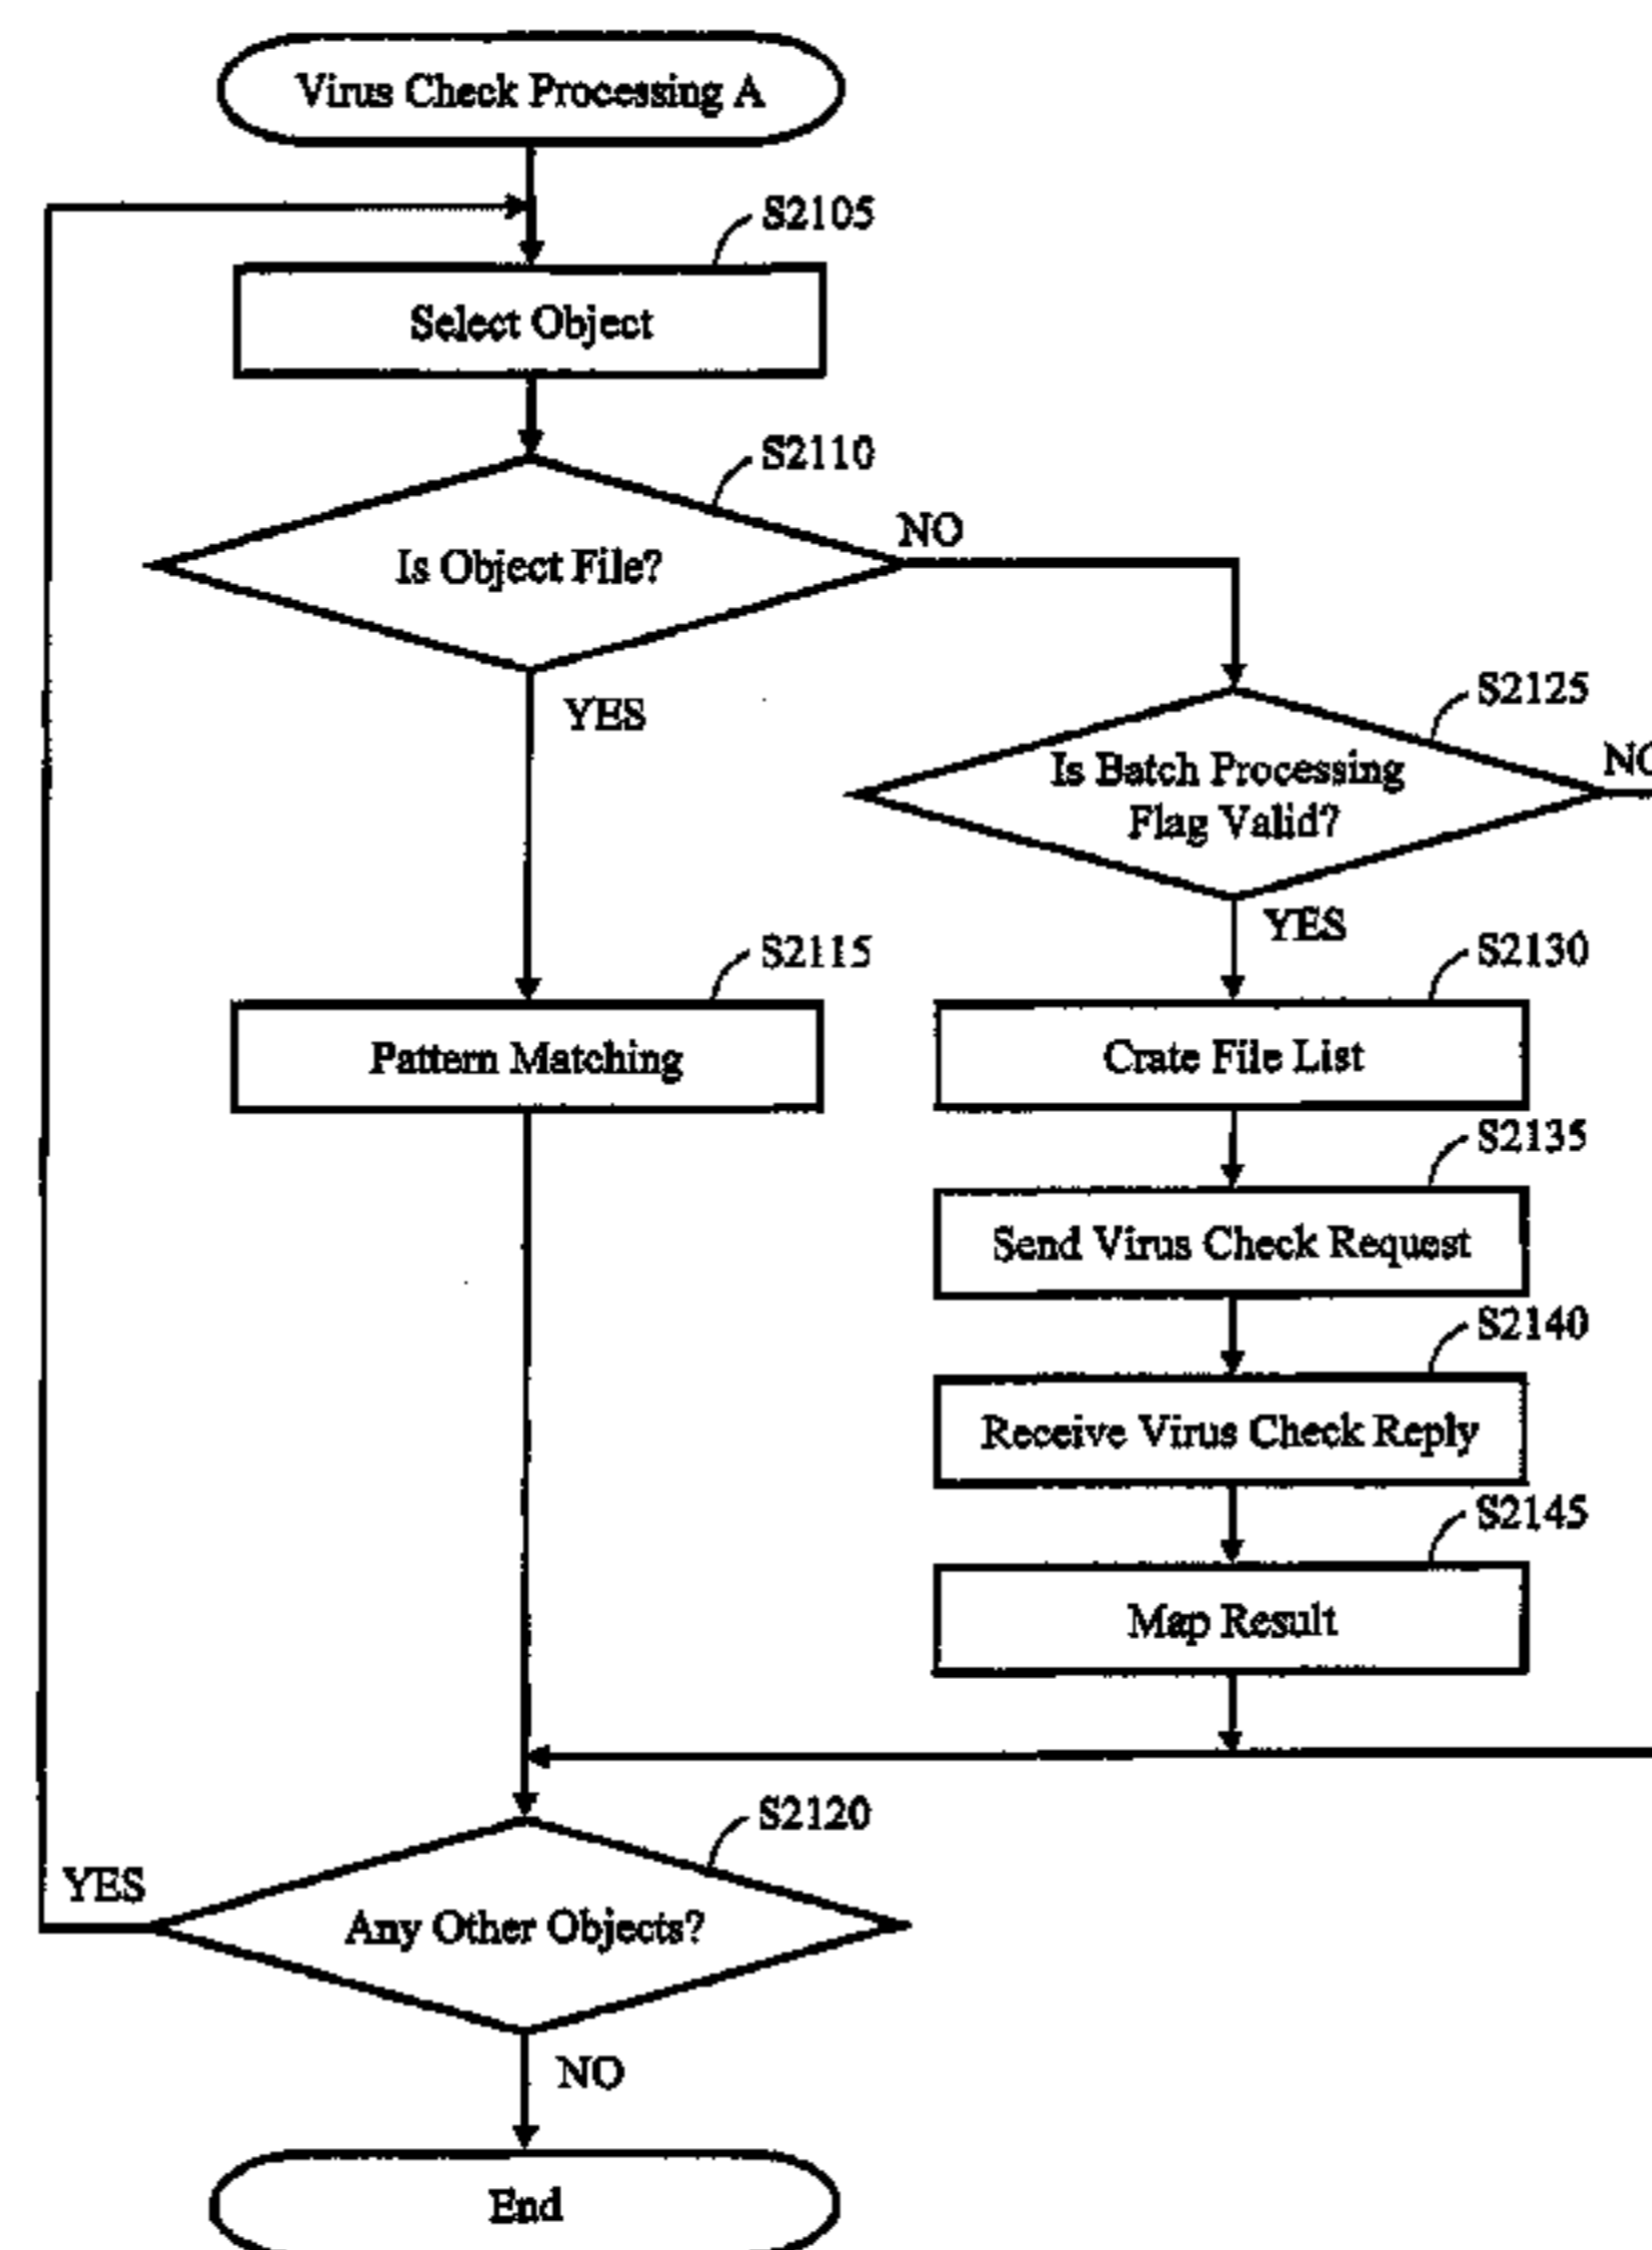 Virus Check Processing A
S2105
Select Object
S2110
Is Object File?
NO
YES
S2125
Is Batch Processing
Flag Valid?
NO
YES
S2115
Pattern Matching
S2130
Crate File List
S2135
Send Virus Check Request
S2140
Receive Virus Check Reply
S2145
Map Result
S2120
Any Other Objects?
YES
NO
End